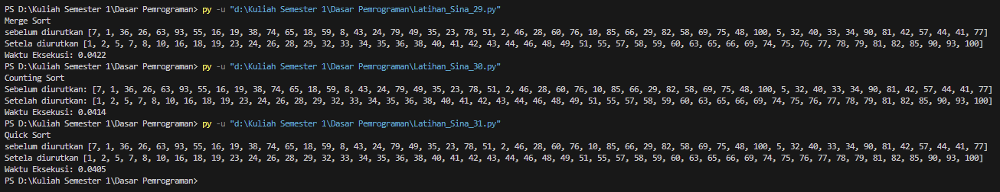 PS D:\Kuliah Semester 1\Dasar Pemrograman> py -u "d:\Kuliah Semester 1\Dasar Pemrograman\Latihan_Sina_29.py"
Merge Sort
sebelum diurutkan [7, 1, 36, 26, 63, 93, 55, 16, 19, 38, 74, 65, 18, 59, 8, 43, 24, 79, 49, 35, 23, 78, 51, 2, 46, 28, 60, 76, 10, 85, 66, 29, 82, 58, 69, 75, 48, 100, 5, 32, 40, 33, 34, 90, 81, 42, 57, 44, 41, 77]
Setela diurutkan [1, 2, 5, 7, 8, 10, 16, 18, 19, 23, 24, 26, 28, 29, 32, 33, 34, 35, 36, 38, 40, 41, 42, 43, 44, 46, 48, 49, 51, 55, 57, 58, 59, 60, 63, 65, 66, 69, 74, 75, 76, 77, 78, 79, 81, 82, 85, 90, 93, 100]
Waktu Eksekusi: 0.0422
PS D:\Kuliah Semester 1\Dasar Pemrograman> py -u "d:\Kuliah Semester 1\Dasar Pemrograman\Latihan_Sina_30.py"
Counting Sort
Sebelum diurutkan: [7, 1, 36, 26, 63, 93, 55, 16, 19, 38, 74, 65, 18, 59, 8, 43, 24, 79, 49, 35, 23, 78, 51, 2, 46, 28, 60, 76, 10, 85, 66, 29, 82, 58, 69, 75, 48, 100, 5, 32, 40, 33, 34, 90, 81, 42, 57, 44, 41, 77]
Setelah diurutkan: [1, 2, 5, 7, 8, 10, 16, 18, 19, 23, 24, 26, 28, 29, 32, 33, 34, 35, 36, 38, 40, 41, 42, 43, 44, 46, 48, 49, 51, 55, 57, 58, 59, 60, 63, 65, 66, 69, 74, 75, 76, 77, 78, 79, 81, 82, 85, 90, 93, 100]
Waktu Eksekusi: 0.0414
PS D:\Kuliah Semester 1\Dasar Pemrograman> py -u "d:\Kuliah Semester 1\Dasar Pemrograman\Latihan_Sina_31.py"
Quick Sort
sebelum diurutkan [7, 1, 36, 26, 63, 93, 55, 16, 19, 38, 74, 65, 18, 59, 8, 43, 24, 79, 49, 35, 23, 78, 51, 2, 46, 28, 60, 76, 10, 85, 66, 29, 82, 58, 69, 75, 48, 100, 5, 32, 40, 33, 34, 90, 81, 42, 57, 44, 41, 77]
Setela diurutkan [1, 2, 5, 7, 8, 10, 16, 18, 19, 23, 24, 26, 28, 29, 32, 33, 34, 35, 36, 38, 40, 41, 42, 43, 44, 46, 48, 49, 51, 55, 57, 58, 59, 60, 63, 65, 66, 69, 74, 75, 76, 77, 78, 79, 81, 82, 85, 90, 93, 100]
Waktu Eksekusi: 0.0405
PS D:\Kuliah Semester 1\Dasar Pemrograman>